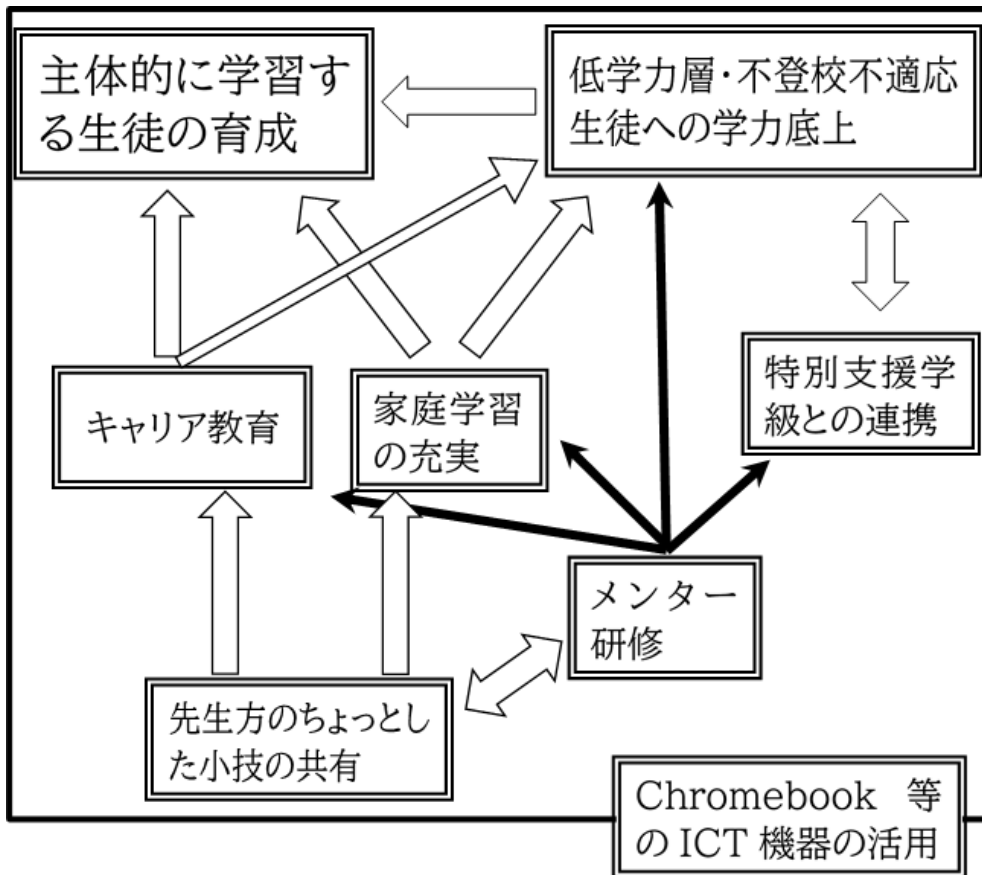 主体的に学習す
る生徒の育成
低学力層・不登校不適応
生徒への学力底上
キャリア教育
家庭学習
の充実
特別支援学
級との連携
メンター
研修
先生方のちょっとし
た小技の共有
Chromebook 等
の ICT 機器の活用